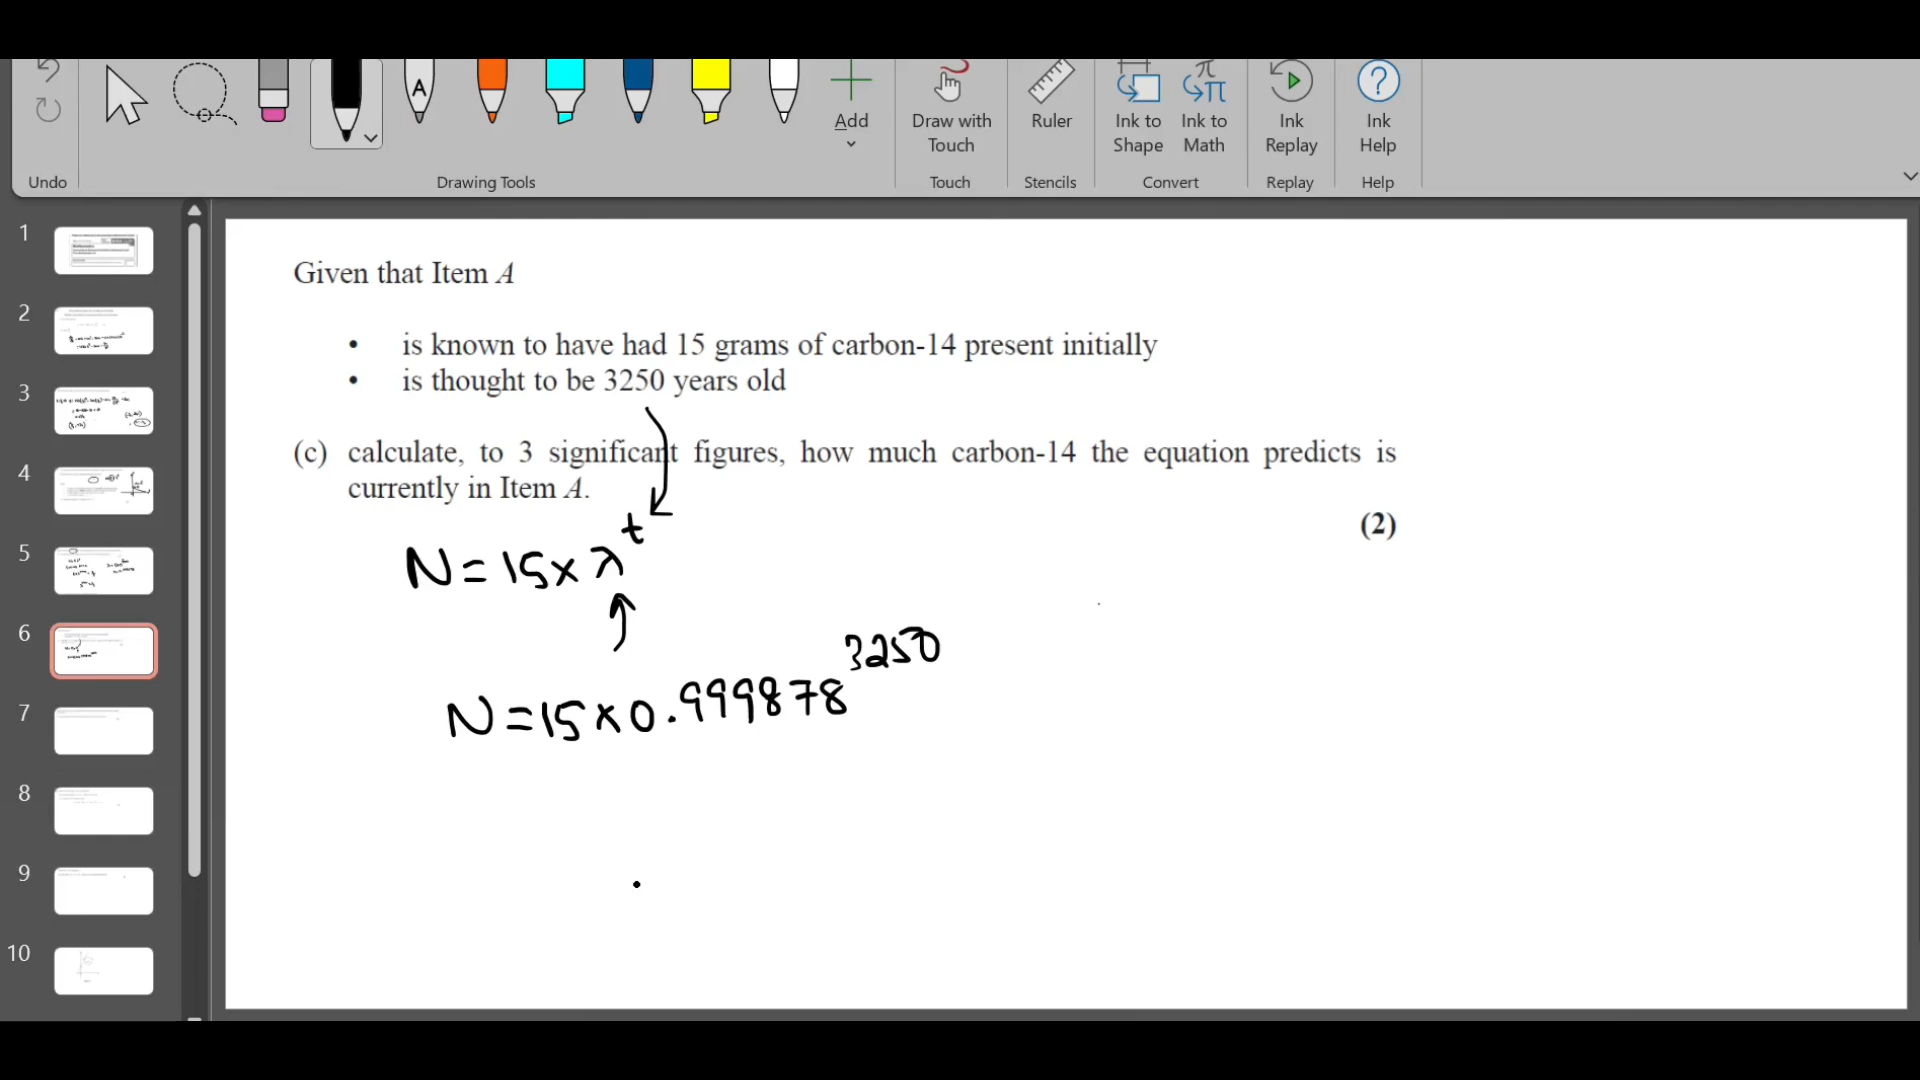 Add
Draw with Touch
Ruler
Ink to Shape
Ink to Math
Ink Replay
Ink Help
Undo
Drawing Tools
Touch
Stencils
Convert
Replay
Help
1
2
3
4
5
6
7
8
9
10
Given that Item A
• is known to have had 15 grams of carbon-14 present initially
• is thought to be 3250 years old
(c) calculate, to 3 significant figures, how much carbon-14 the equation predicts is
currently in Item A.
(2)
N = 15 × λ^t
N = 15 × 0.999878^3250